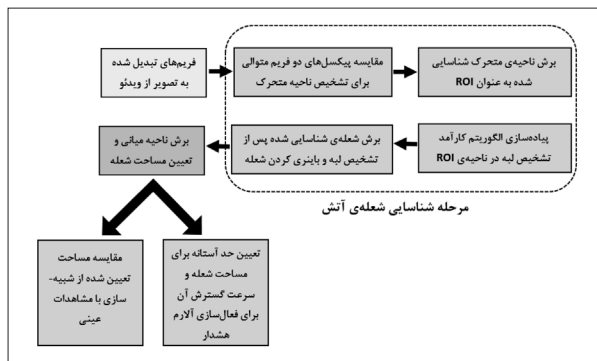 فریم‌های تبدیل شده
به تصویر از ویدئو
مقایسه پیکسل‌های دو فریم متوالی
برای تشخیص ناحیه متحرک
برش ناحیه‌ی متحرک شناسایی
شده به عنوان ROI
پیاده‌سازی الگوریتم کارآمد
تشخیص لبه در ناحیه‌ی ROI
برش شعله‌ی شناسایی شده پس از
تشخیص لبه و باینری کردن شعله
برش ناحیه میانی و
تعیین مساحت شعله
مرحله شناسایی شعله‌ی آتش
تعیین حد آستانه برای
مساحت شعله و
سرعت گسترش آن
برای فعال‌سازی آلارم
هشدار
مقایسه مساحت
تعیین شده از شبیه-
سازی با مشاهدات
عینی